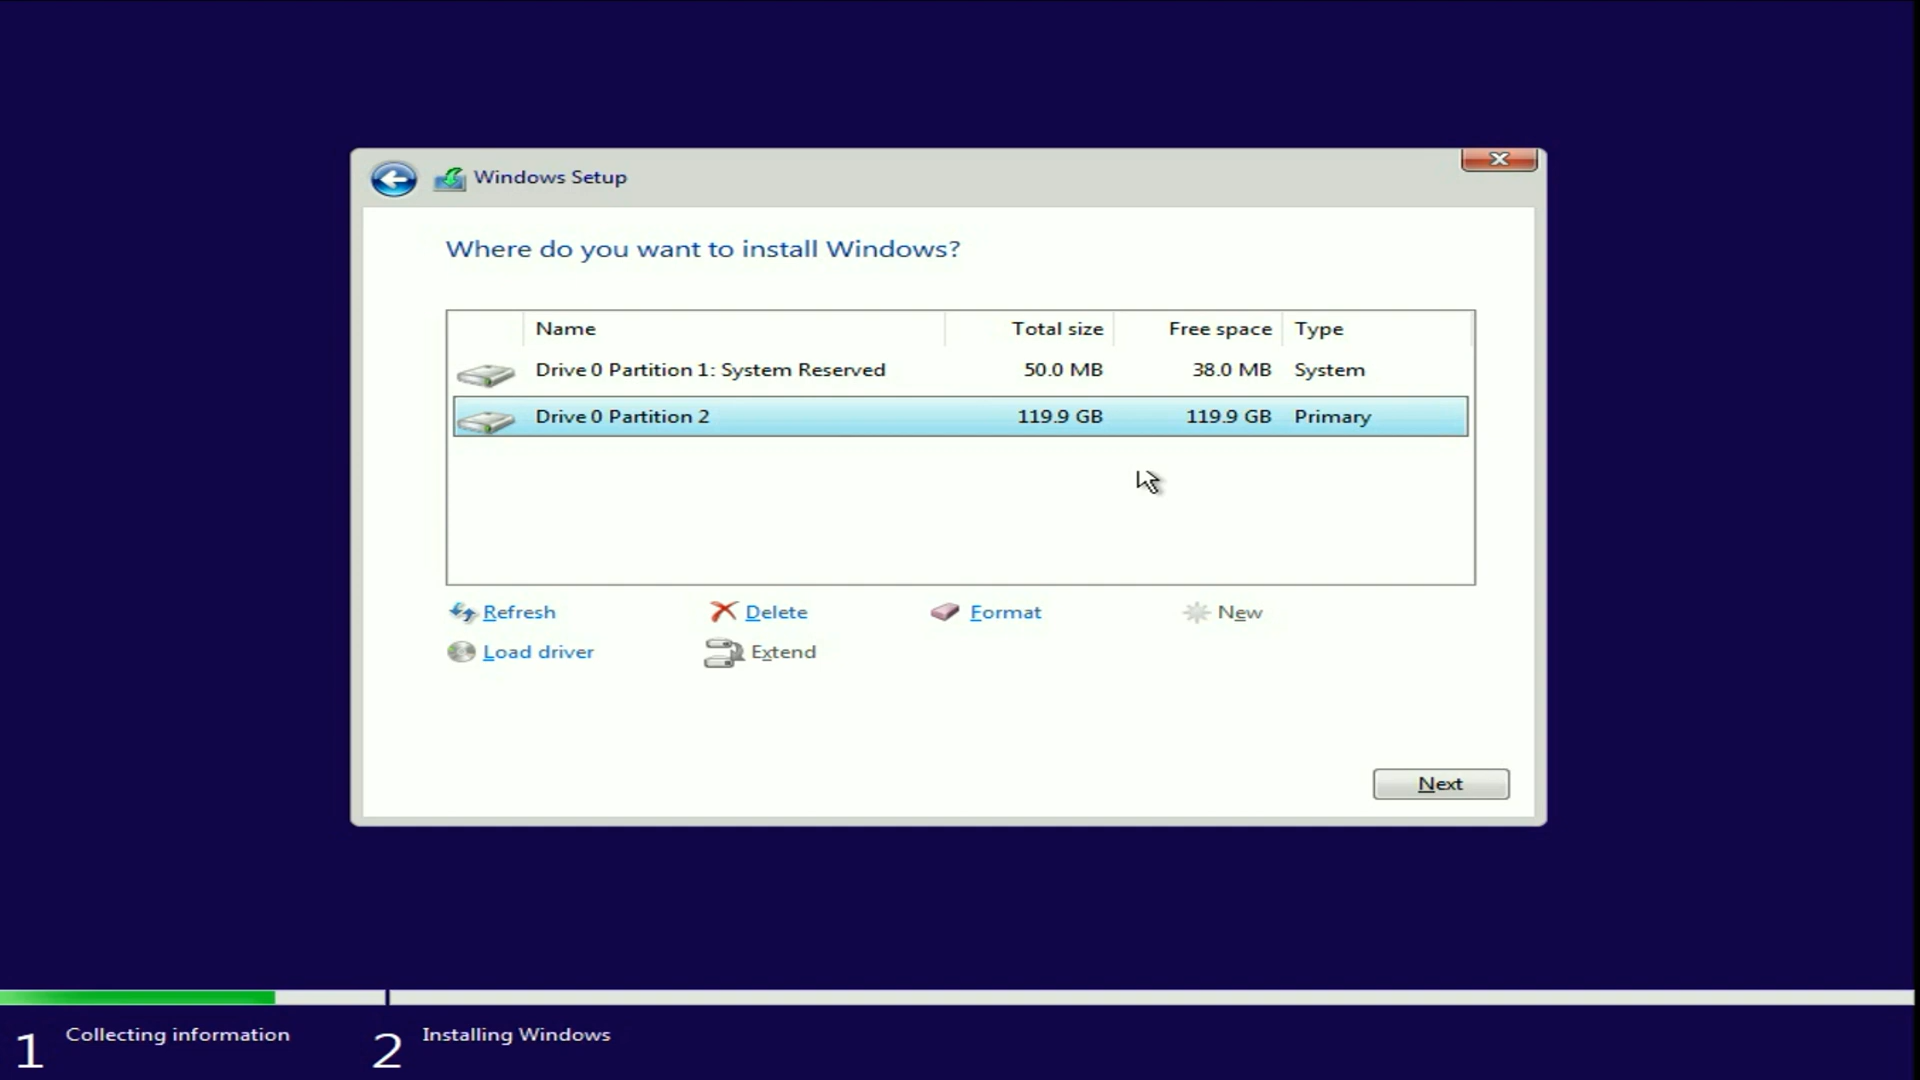 Windows Setup
Where do you want to install Windows?
Name Total size Free space Type
Drive 0 Partition 1: System Reserved 50.0 MB 38.0 MB System
Drive 0 Partition 2 119.9 GB 119.9 GB Primary
Refresh Delete Format New
Load driver Extend
Next
1 Collecting information 2 Installing Windows